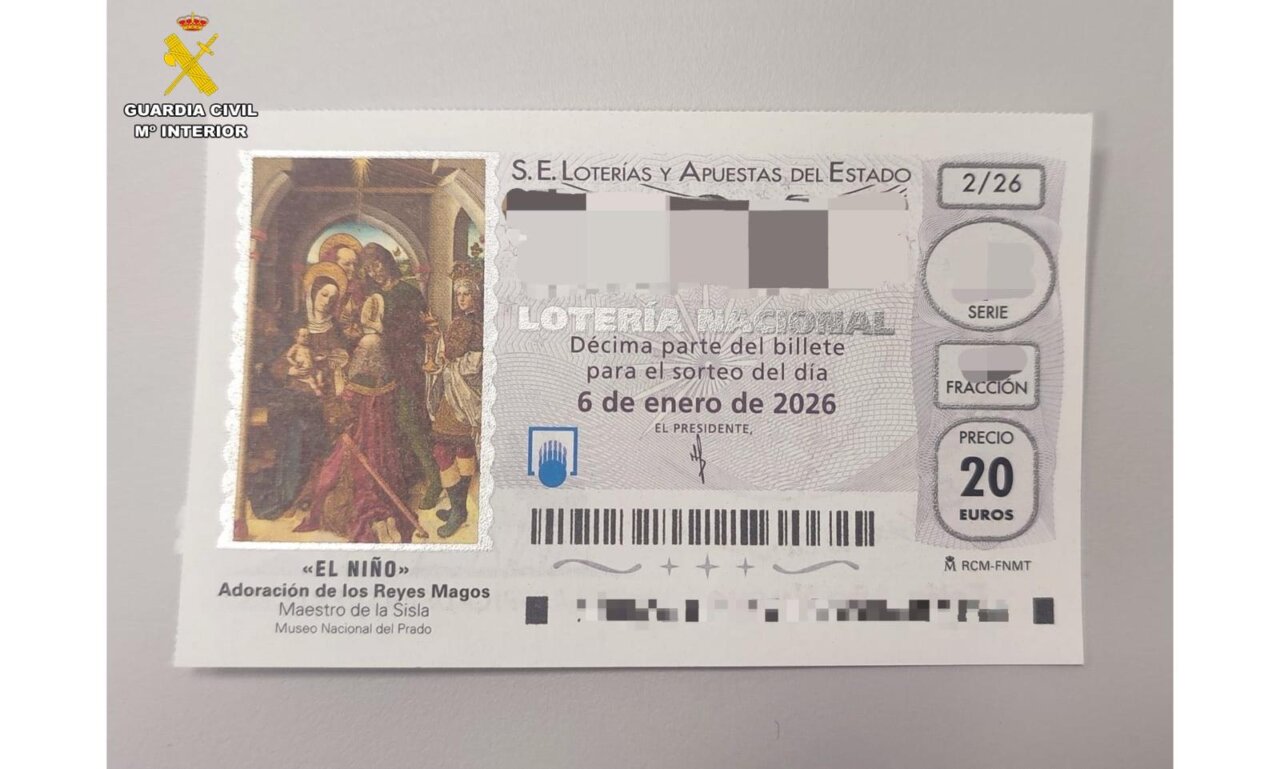 GUARDIA CIVIL
Mº INTERIOR
S.E. LOTERÍAS Y APUESTAS DEL ESTADO
2/26
SERIE
LOTERÍA NACIONAL
Décima parte del billete
para el sorteo del día
6 de enero de 2026
EL PRESIDENTE,
FRACCIÓN
PRECIO
20
EUROS
RCM-FNMT
«EL NIÑO»
Adoración de los Reyes Magos
Maestro de la Sisla
Museo Nacional del Prado